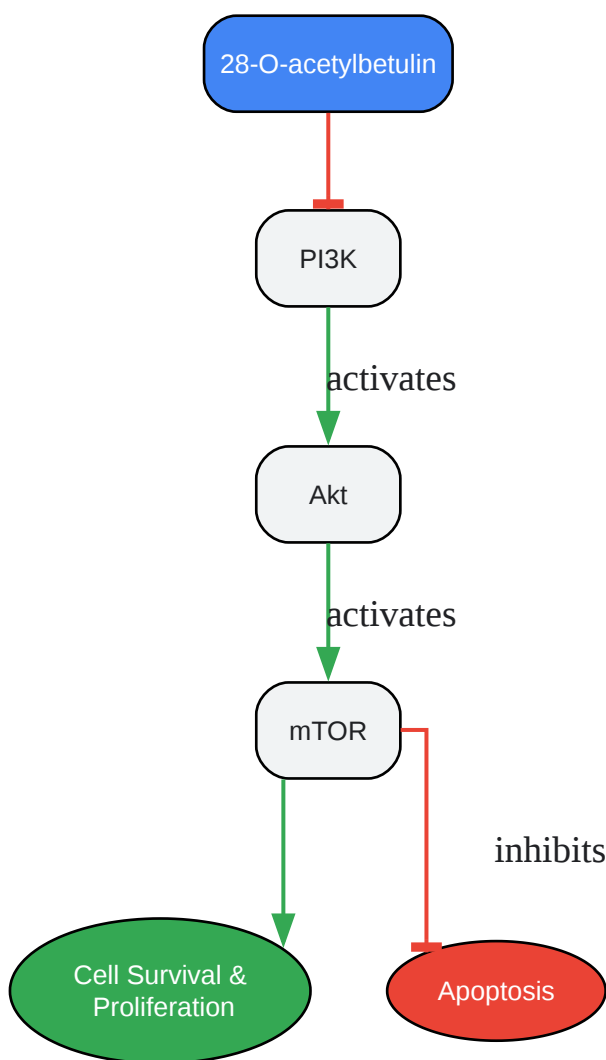 28-O-acetylbetulin
PI3K
activates
Akt
activates
mTOR
inhibits
Cell Survival &
Proliferation
Apoptosis